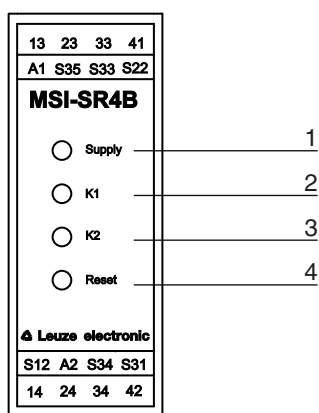 13 23 33 41
A1 S35 S33 S22
MSI-SR4B
Supply 1
K1 2
K2 3
Reset 4
Leuze electronic
S12 A2 S34 S31
14 24 34 42